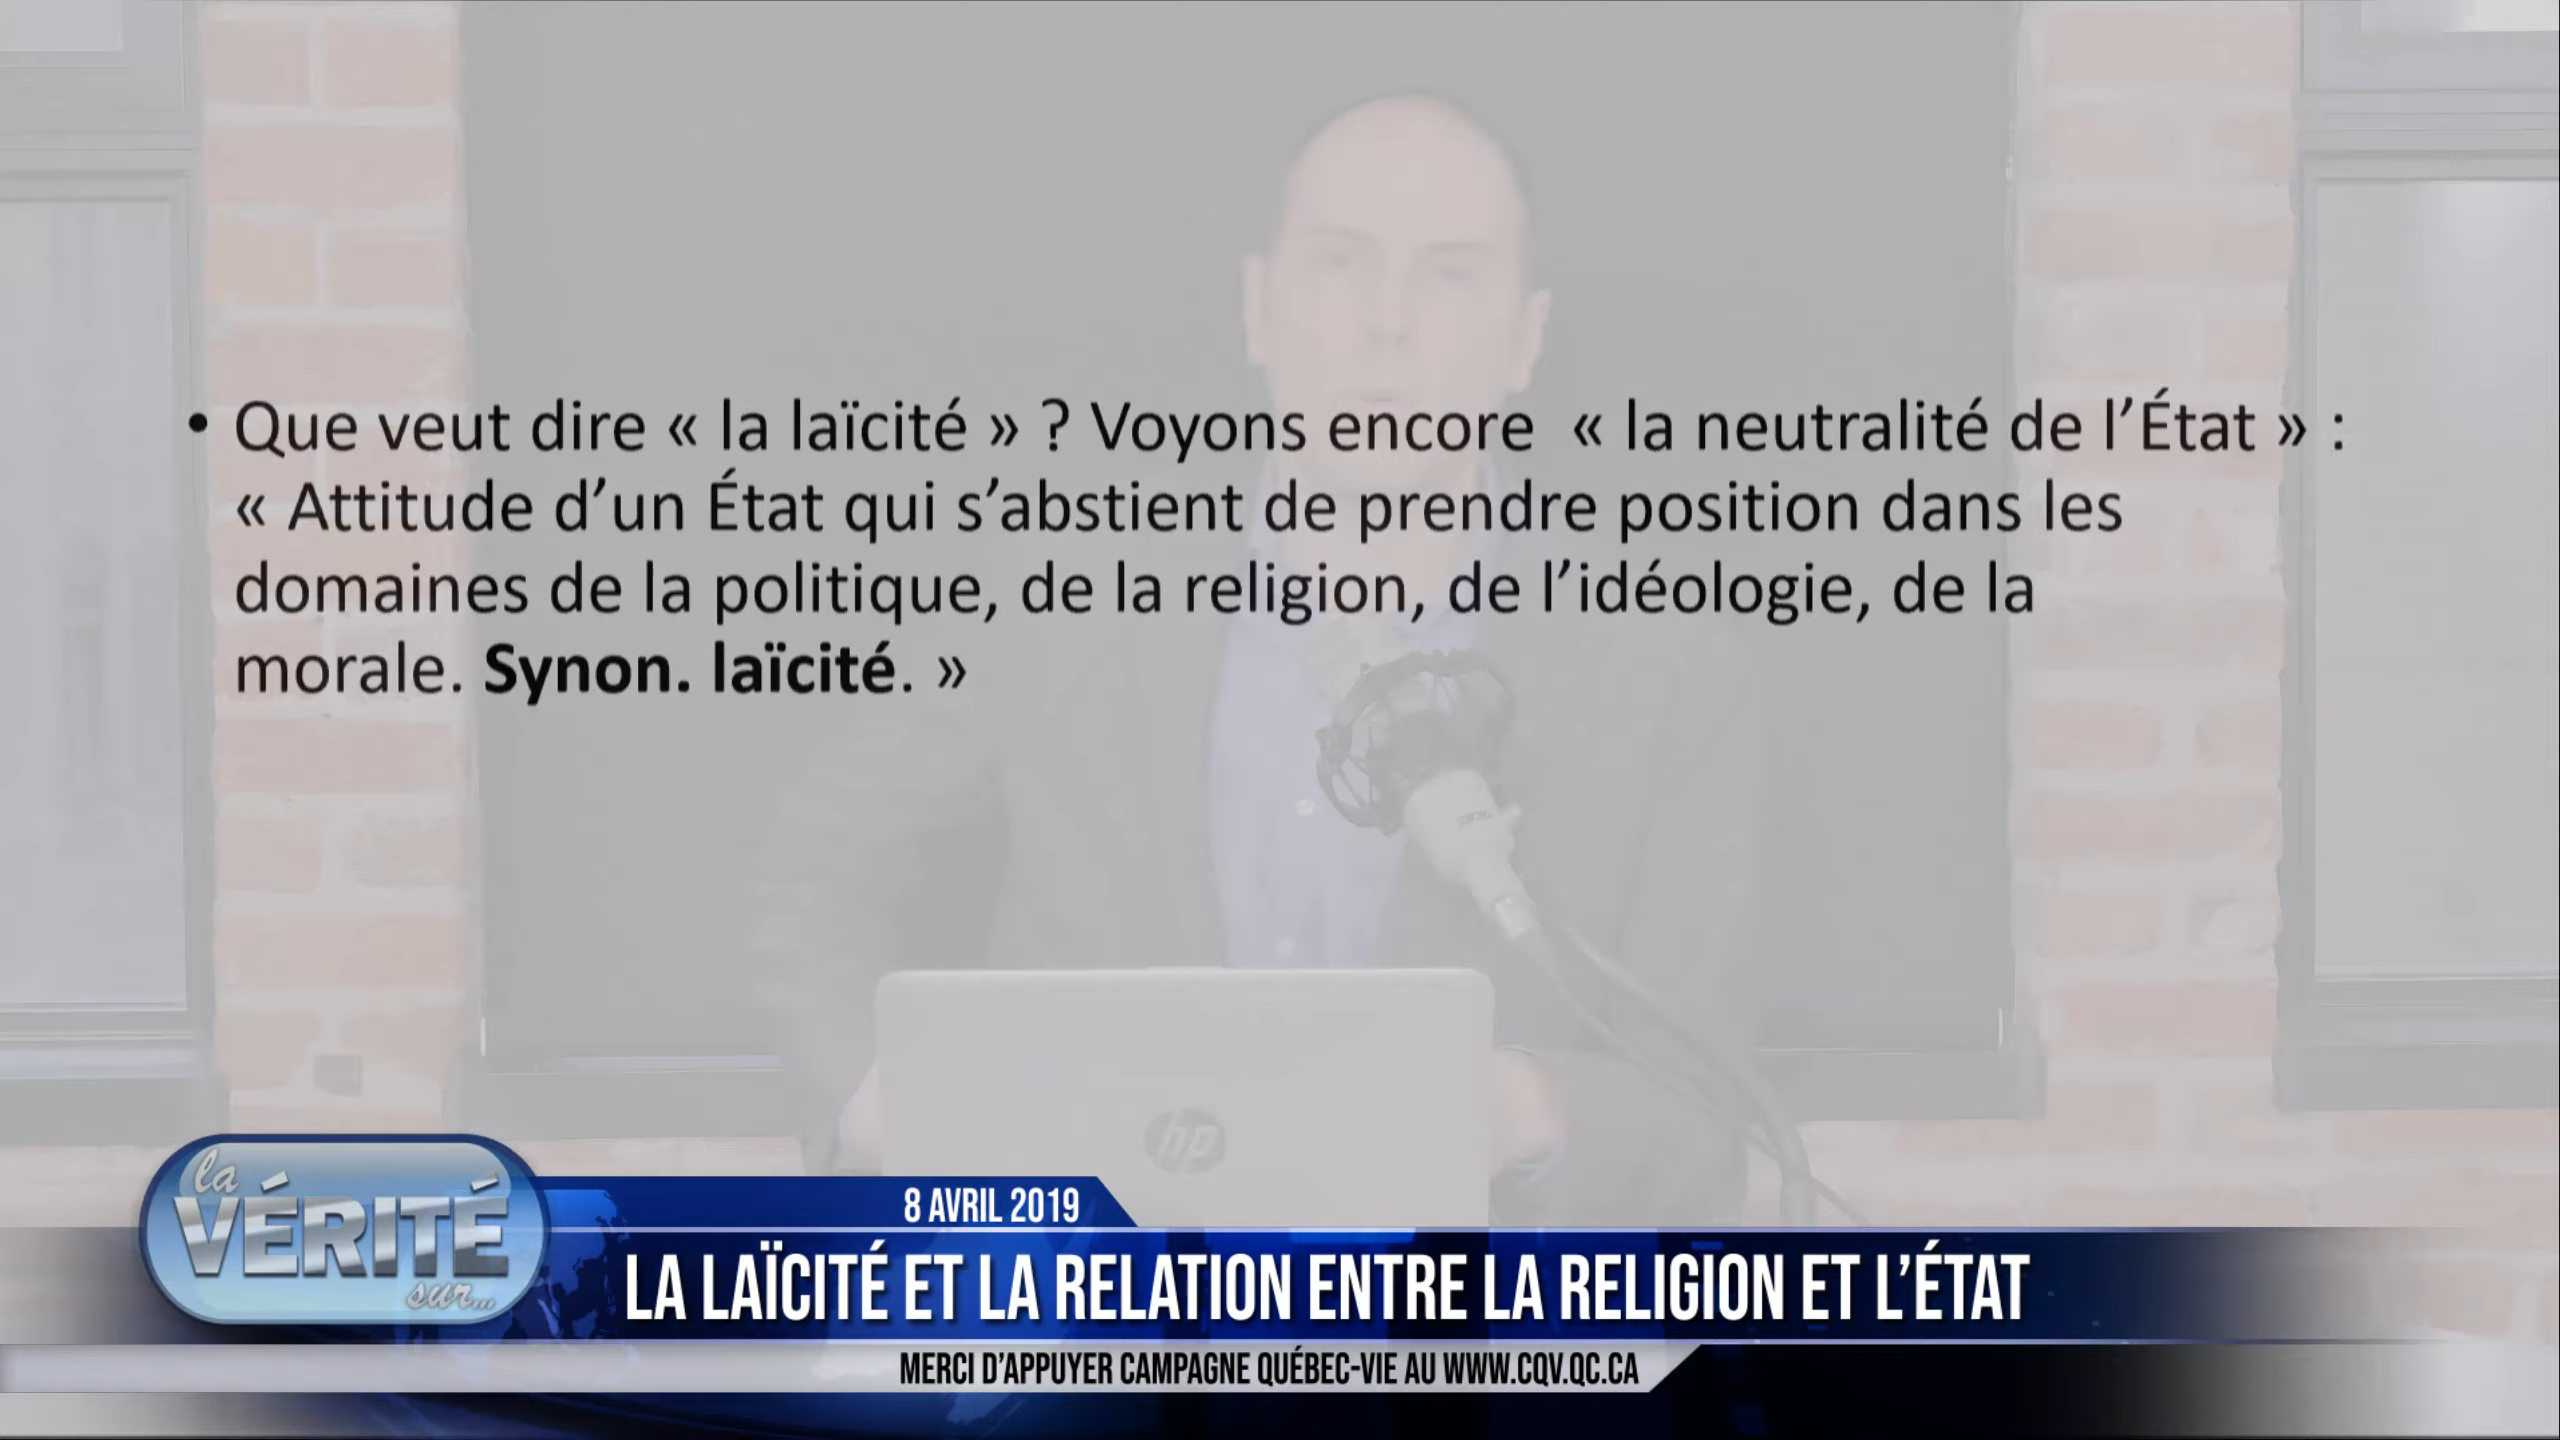 • Que veut dire « la laïcité » ? Voyons encore « la neutralité de l’État » :
« Attitude d’un État qui s’abstient de prendre position dans les
domaines de la politique, de la religion, de l’idéologie, de la
morale. Synon. laïcité. »
hp
la
VÉRITÉ
sur...
8 AVRIL 2019
LA LAÏCITÉ ET LA RELATION ENTRE LA RELIGION ET L’ÉTAT
MERCI D’APPUYER CAMPAGNE QUÉBEC-VIE AU WWW.CQV.QC.CA